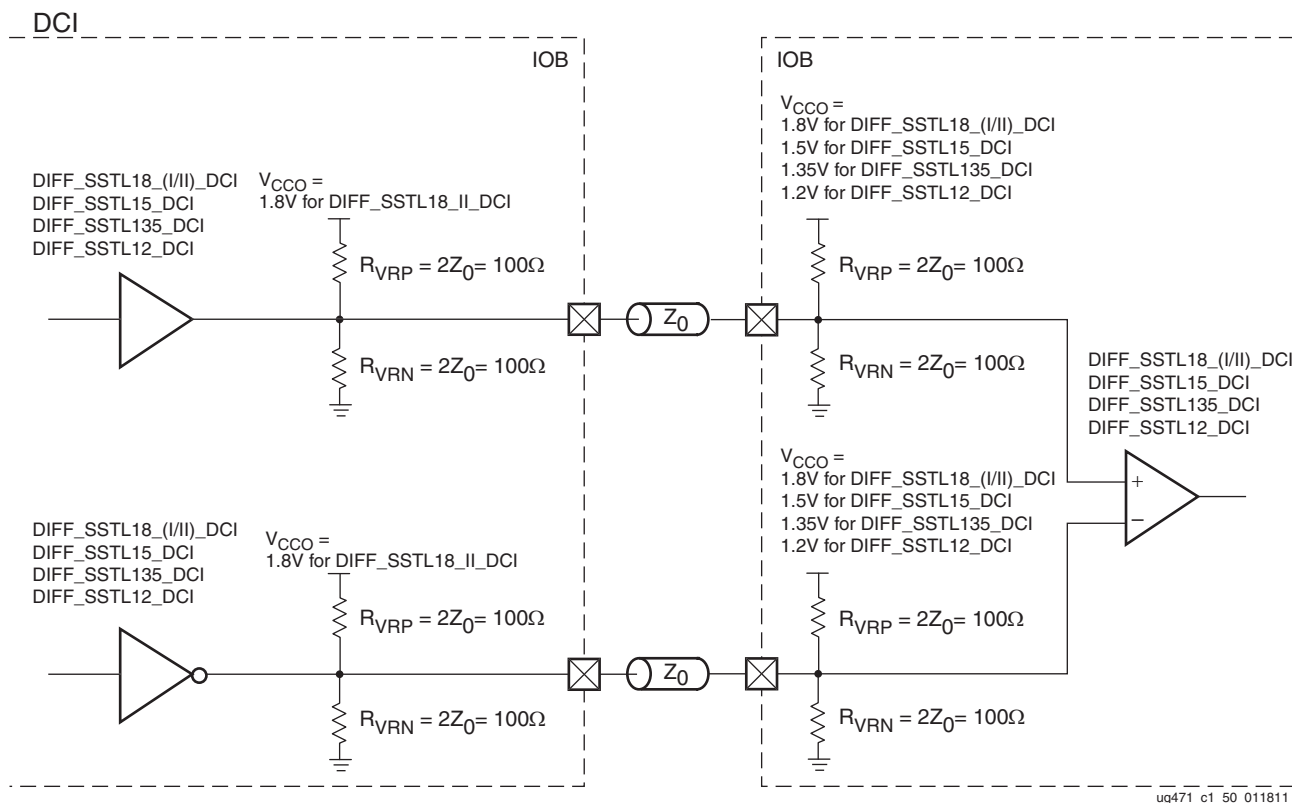 DCI
IOB
DIFF_SSTL18_(I/II)_DCI
DIFF_SSTL15_DCI
DIFF_SSTL135_DCI
DIFF_SSTL12_DCI
VCCO =
1.8V for DIFF_SSTL18_II_DCI
RVRP = 2Z0= 100Ω
RVRN = 2Z0= 100Ω
Z0
DIFF_SSTL18_(I/II)_DCI
DIFF_SSTL15_DCI
DIFF_SSTL135_DCI
DIFF_SSTL12_DCI
VCCO =
1.8V for DIFF_SSTL18_II_DCI
RVRP = 2Z0= 100Ω
RVRN = 2Z0= 100Ω
Z0
IOB
VCCO =
1.8V for DIFF_SSTL18_(I/II)_DCI
1.5V for DIFF_SSTL15_DCI
1.35V for DIFF_SSTL135_DCI
1.2V for DIFF_SSTL12_DCI
RVRP = 2Z0= 100Ω
RVRN = 2Z0= 100Ω
VCCO =
1.8V for DIFF_SSTL18_(I/II)_DCI
1.5V for DIFF_SSTL15_DCI
1.35V for DIFF_SSTL135_DCI
1.2V for DIFF_SSTL12_DCI
RVRP = 2Z0= 100Ω
RVRN = 2Z0= 100Ω
DIFF_SSTL18_(I/II)_DCI
DIFF_SSTL15_DCI
DIFF_SSTL135_DCI
DIFF_SSTL12_DCI
+
−
ug471_c1_50_011811